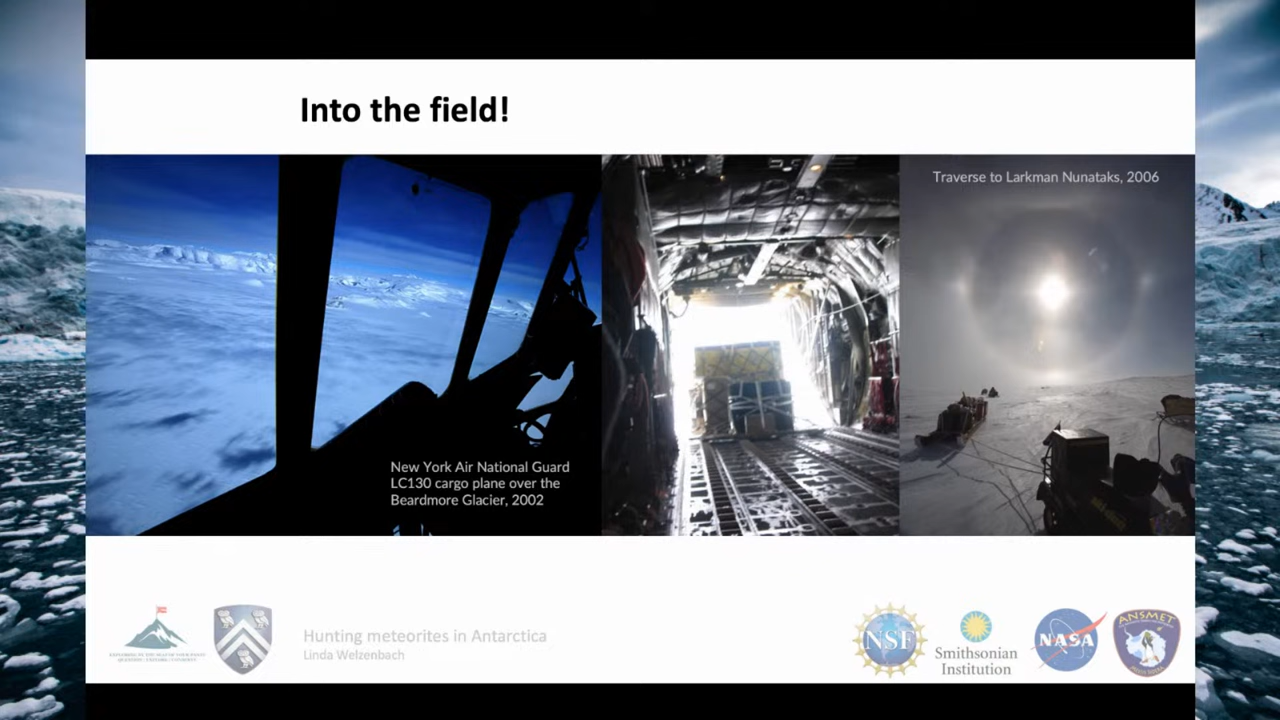 Into the field!
Traverse to Larkman Nunataks, 2006
New York Air National Guard
LC130 cargo plane over the
Beardmore Glacier, 2002
Hunting meteorites in Antarctica
Linda Welzenbach
NSF
Smithsonian
Institution
NASA
ANSMET